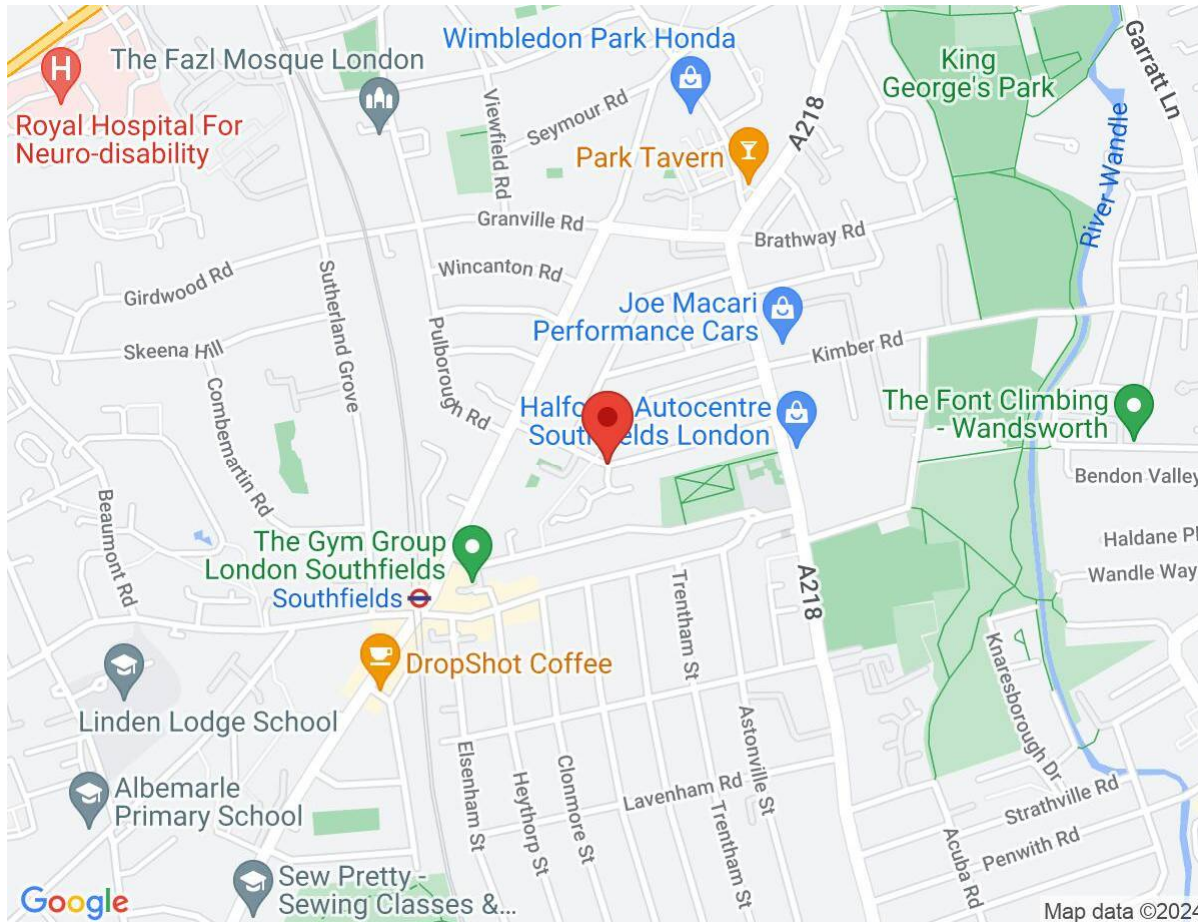 Wimbledon Park Honda
The Fazl Mosque London
King
George's Park
Garratt Ln
Royal Hospital For
Neuro-disability
Viewfield Rd
Seymour Rd
A218
Park Tavern
River Wandle
Granville Rd
Brathway Rd
Girdwood Rd
Sutherland Grove
Wincanton Rd
Joe Macari
Performance Cars
Kimber Rd
Skeena Hill
Pulborough Rd
Combemartin Rd
Autocentre
London
The Font Climbing
- Wandsworth
Bendon Valley
Beaumont Rd
The Gym Group
London Southfields
Southfields
Haldane Pl
Wandle Way
Trentham St
A218
DropShot Coffee
Knaresborough Dr
Linden Lodge School
Astonville St
Elsenham St
Heythorp St
Clonmore St
Lavenham Rd
Trentham St
Albemarle
Primary School
Strathville Rd
Acuba Rd
Penwith Rd
Sew Pretty -
Sewing Classes &...
Google
Map data ©2024